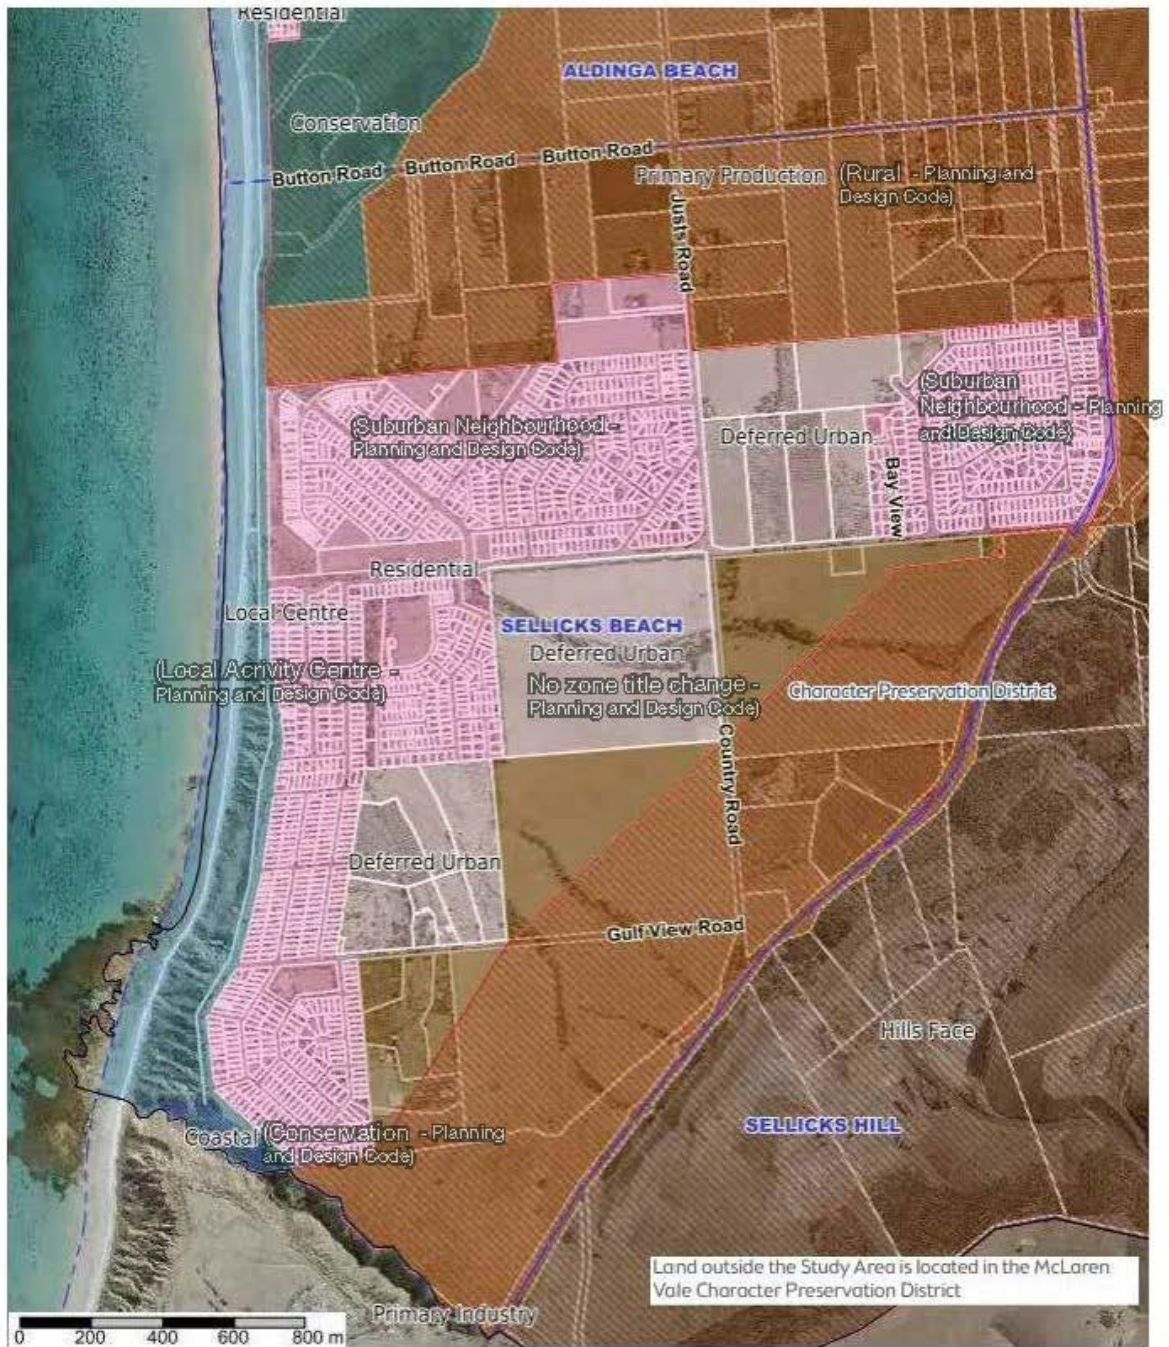 Residential
ALDINGA BEACH
Conservation
Button Road
Button Road
Button Road
Primary Production
(Rural - Planning and
Design Code)
Justs Road
(Suburban
Neighbourhood - Planning
and Design Code)
(Suburban Neighbourhood -
Planning and Design Code)
Deferred Urban
Bay View
Residential
Local Centre
SELLICKS BEACH
Deferred Urban
(Local Acrivity Centre -
Planning and Design Code)
No zone title change -
Planning and Design Code)
Character Preservation District
Country Road
Deferred Urban
Gulf View Road
Hills Face
SELLICKS HILL
Coastal
(Conservation - Planning
and Design Code)
Land outside the Study Area is located in the McLaren
Vale Character Preservation District
Primary Industry
0 200 400 600 800 m